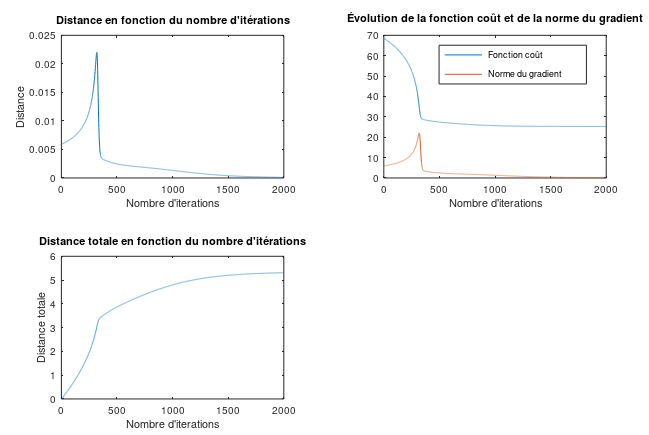 Distance en fonction du nombre d'itérations
0.025
0.02
0.015
0.01
0.005
0
Distance
0 500 1000 1500 2000
Nombre d'iterations
Évolution de la fonction coût et de la norme du gradient
70
60
50
40
30
20
10
0
Fonction coût
Norme du gradient
0 500 1000 1500 2000
Nombre d'iterations
Distance totale en fonction du nombre d'itérations
6
5
4
3
2
1
0
Distance totale
0 500 1000 1500 2000
Nombre d'iterations